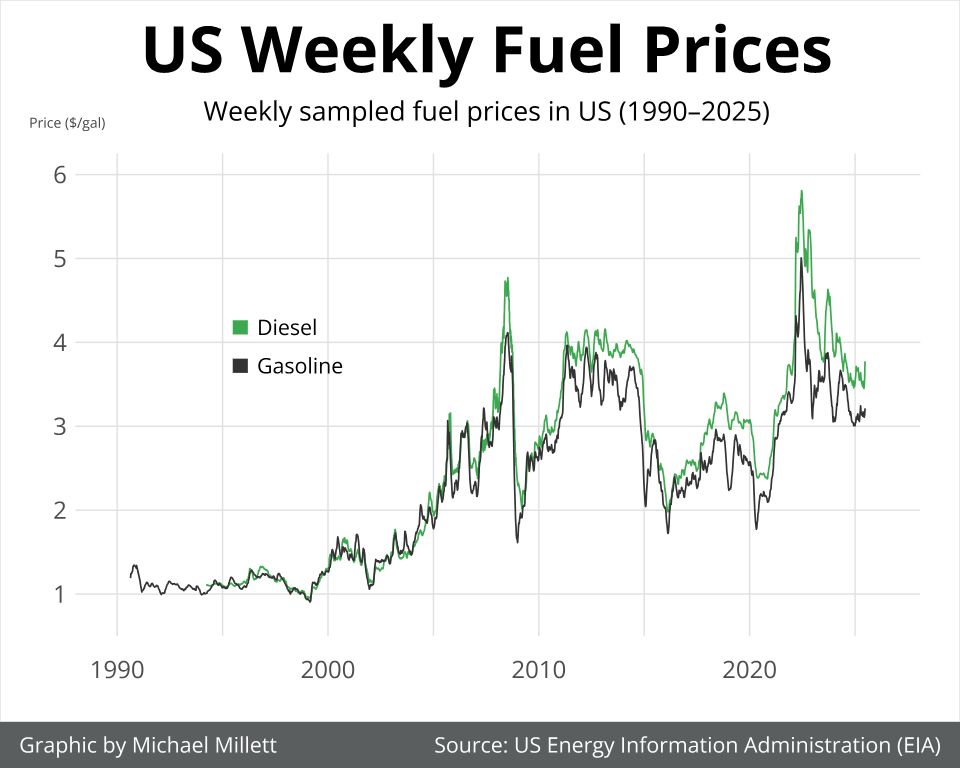 US Weekly Fuel Prices
Weekly sampled fuel prices in US (1990–2025)
Price ($/gal)
6
5
4
3
2
1
Diesel
Gasoline
1990 2000 2010 2020
Graphic by Michael Millett
Source: US Energy Information Administration (EIA)